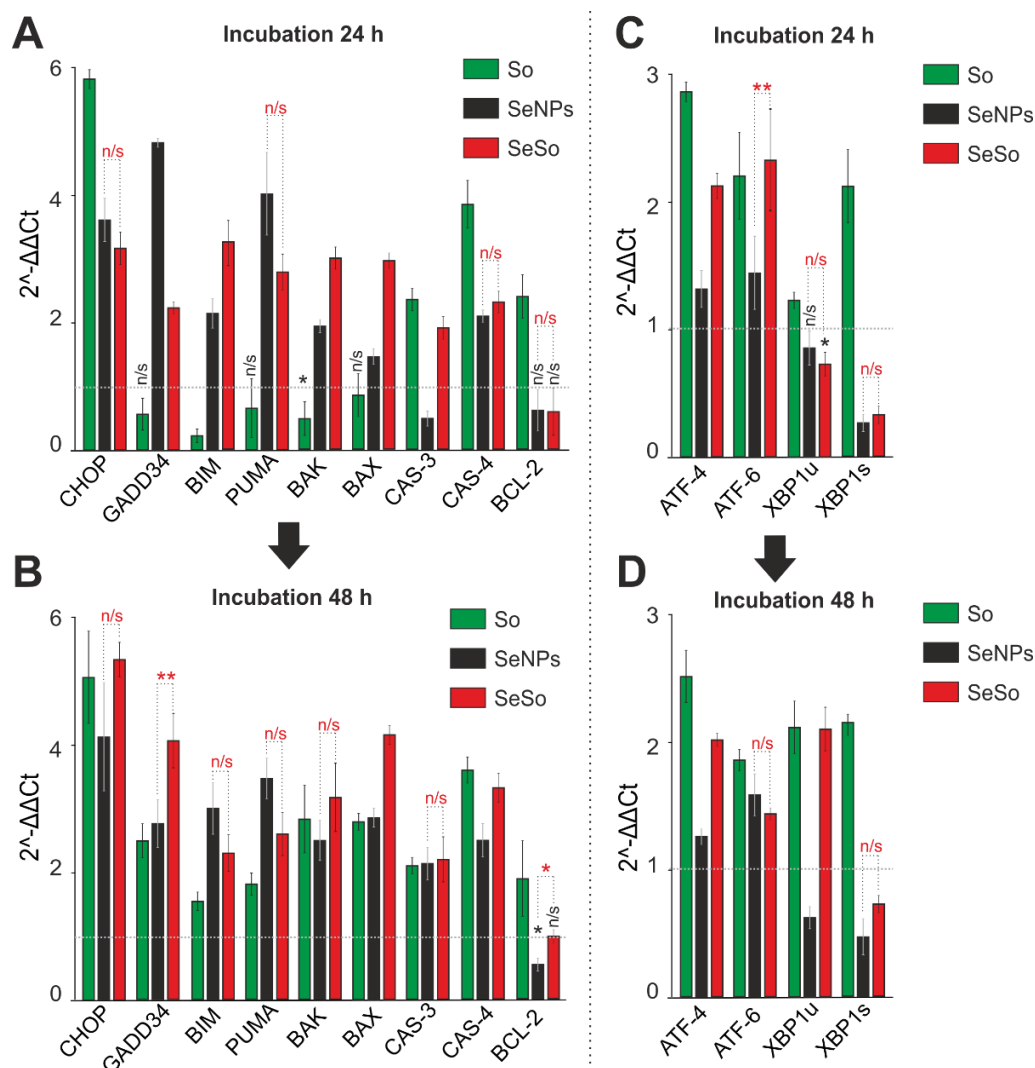 A
Incubation 24 h
So
SeNPs
SeSo
2^-ΔΔCt
6
4
2
0
n/s
n/s
n/s
n/s
*
n/s
n/s
n/s
n/s
n/s
CHOP
GADD34
BIM
PUMA
BAK
BAX
CAS-3
CAS-4
BCL-2
B
Incubation 48 h
So
SeNPs
SeSo
2^-ΔΔCt
6
4
2
0
n/s
**
n/s
n/s
n/s
n/s
*
*
n/s
CHOP
GADD34
BIM
PUMA
BAK
BAX
CAS-3
CAS-4
BCL-2
C
Incubation 24 h
So
SeNPs
SeSo
2^-ΔΔCt
3
2
1
0
**
n/s
n/s
*
n/s
ATF-4
ATF-6
XBP1u
XBP1s
D
Incubation 48 h
So
SeNPs
SeSo
2^-ΔΔCt
3
2
1
0
n/s
n/s
ATF-4
ATF-6
XBP1u
XBP1s